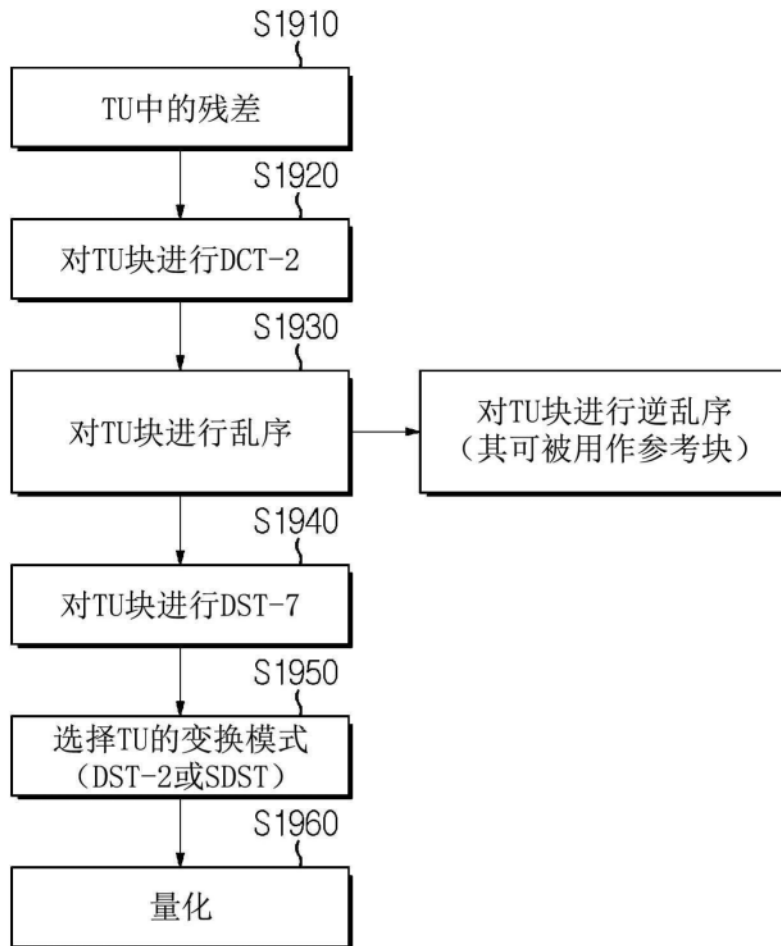 S1910
TU中的残差
S1920
对TU块进行DCT-2
S1930
对TU块进行乱序
对TU块进行逆乱序
（其可被用作参考块）
S1940
对TU块进行DST-7
S1950
选择TU的变换模式
（DST-2或SDST）
S1960
量化